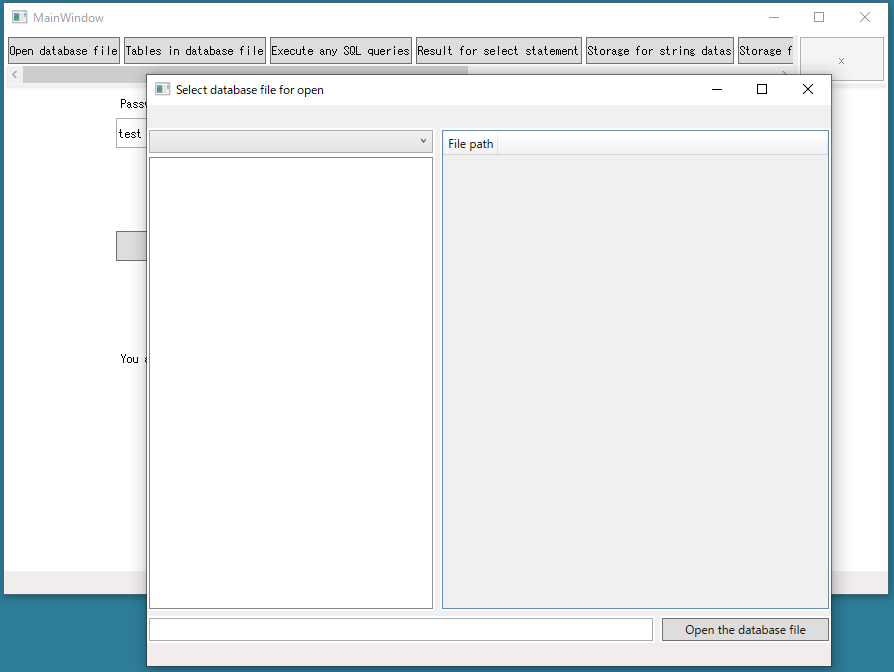 MainWindow
Open database file
Tables in database file
Execute any SQL queries
Result for select statement
Storage for string datas
Storage f
x
Select database file for open
test
File path
You
Open the database file